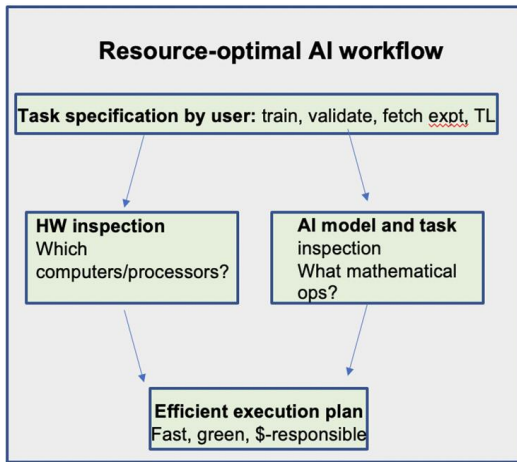 Resource-optimal AI workflow
Task specification by user: train, validate, fetch expt, TL
HW inspection
Which
computers/processors?
AI model and task
inspection
What mathematical
ops?
Efficient execution plan
Fast, green, $-responsible